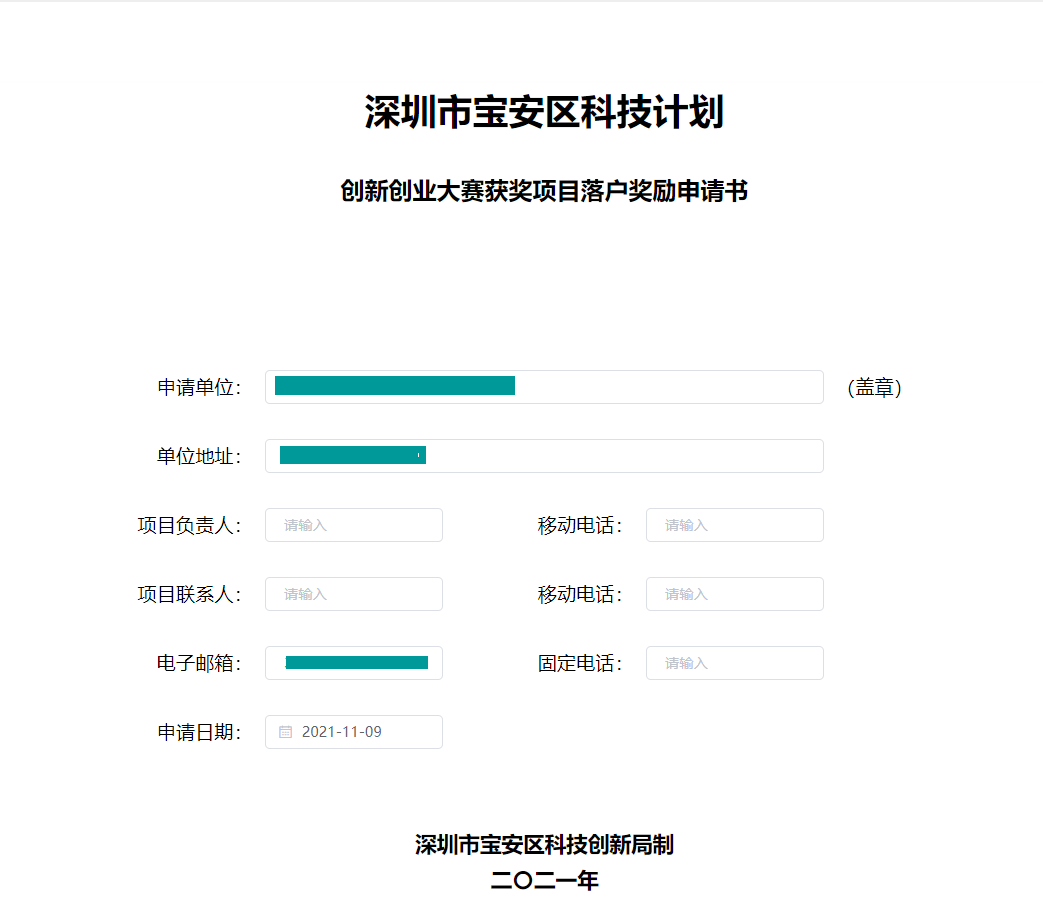 深圳市宝安区科技计划
创新创业大赛获奖项目落户奖励申请书
申请单位： （盖章）
单位地址：
项目负责人： 请输入 移动电话： 请输入
项目联系人： 请输入 移动电话： 请输入
电子邮箱： 固定电话： 请输入
申请日期： 2021-11-09
深圳市宝安区科技创新局制
二〇二一年